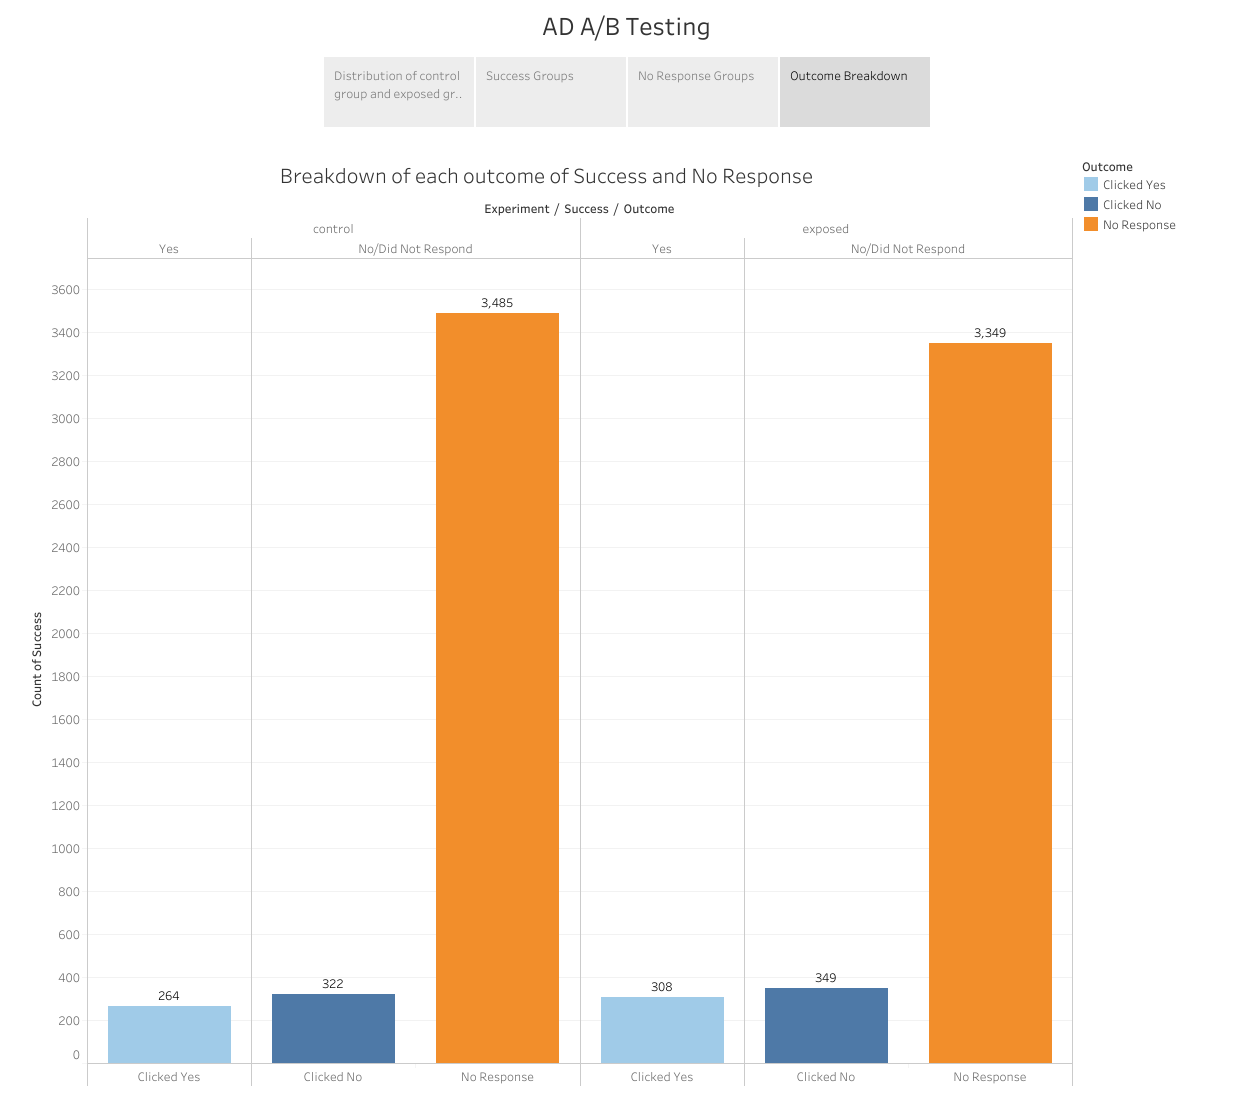 AD A/B Testing
Distribution of control
group and exposed gr..
Success Groups
No Response Groups
Outcome Breakdown
Breakdown of each outcome of Success and No Response
Outcome
Clicked Yes
Clicked No
No Response
Experiment / Success / Outcome
control
exposed
Yes
No/Did Not Respond
Yes
No/Did Not Respond
Count of Success
3600
3400
3200
3000
2800
2600
2400
2200
2000
1800
1600
1400
1200
1000
800
600
400
200
0
264
322
3,485
308
349
3,349
Clicked Yes
Clicked No
No Response
Clicked Yes
Clicked No
No Response